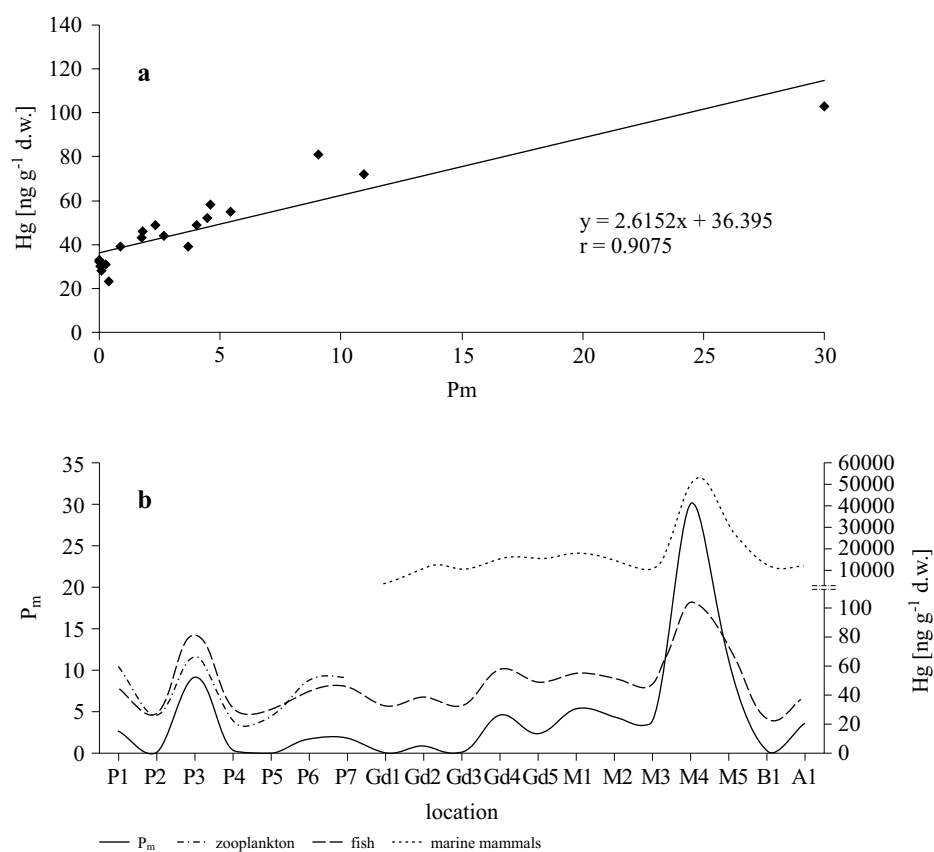 140
120
100
80
60
40
20
0
Hg [ng g⁻¹ d.w.]
a
y = 2.6152x + 36.395
r = 0.9075
0 5 10 15 20 25 30
Pm
35
30
25
20
15
10
5
0
Pₘ
b
60000
50000
40000
30000
20000
10000
100
80
60
40
20
0
Hg [ng g⁻¹ d.w.]
P1 P2 P3 P4 P5 P6 P7 Gd1 Gd2 Gd3 Gd4 Gd5 M1 M2 M3 M4 M5 B1 A1
location
Pₘ zooplankton fish marine mammals